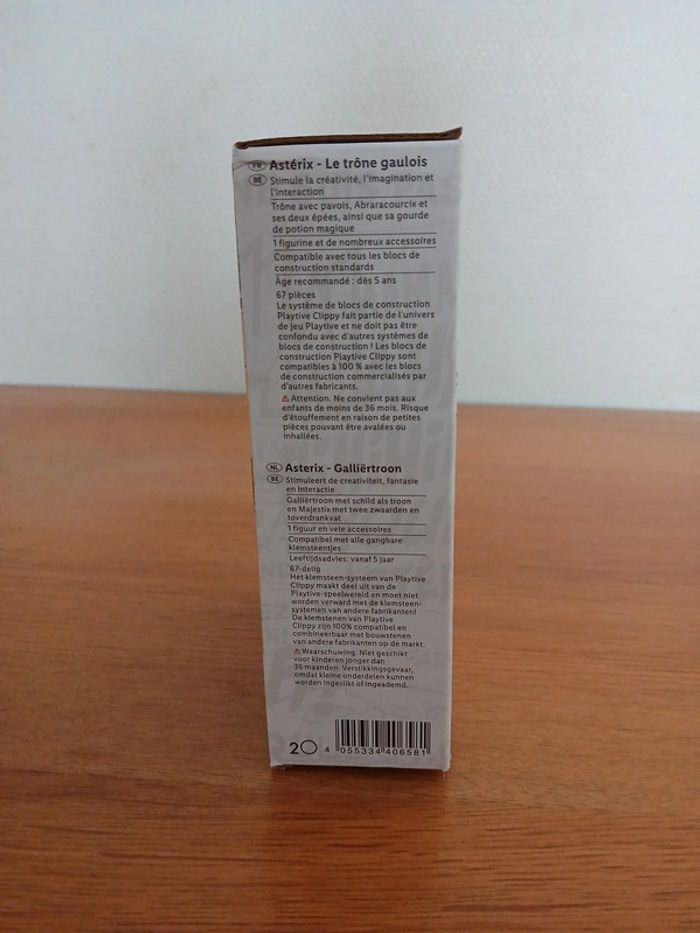 FR Astérix - Le trône gaulois
BE Stimule la créativité, l'imagination et
l'interaction
Trône avec pavois, Abraracourcix et
ses deux épées, ainsi que sa gourde
de potion magique
1 figurine et de nombreux accessoires
Compatible avec tous les blocs de
construction standards
Âge recommandé : dès 5 ans
67 pièces
Le système de blocs de construction
Playtive Clippy fait partie de l'univers
de jeu Playtive et ne doit pas être
confondu avec d'autres systèmes de
blocs de construction ! Les blocs de
construction Playtive Clippy sont
compatibles à 100 % avec les blocs
de construction commercialisés par
d'autres fabricants.
⚠ Attention. Ne convient pas aux
enfants de moins de 36 mois. Risque
d'étouffement en raison de petites
pièces pouvant être avalées ou
inhallées.
NL Asterix - Galliërtroon
BE Stimuleert de creativiteit, fantasie
en interactie
Galliërtroon met schild als troon
en Majestix met twee zwaarden en
toverdrankvat
1 figuur en vele accessoires
Compatibel met alle gangbare
klemsteentjes
Leeftijdsadvies: vanaf 5 jaar
67-delig
Het klemsteen-systeem van Playtive
Clippy maakt deel uit van de
Playtive-speelwereld en moet niet
worden verward met de klemsteen-
systemen van andere fabrikanten!
De klemstenen van Playtive
Clippy zijn 100% compatibel en
combineerbaar met bouwstenen
van andere fabrikanten op de markt.
⚠ Waarschuwing. Niet geschikt
voor kinderen jonger dan
36 maanden. Verstikkingsgevaar,
omdat kleine onderdelen kunnen
worden ingeslikt of ingeademd.
2
4 055334 406581